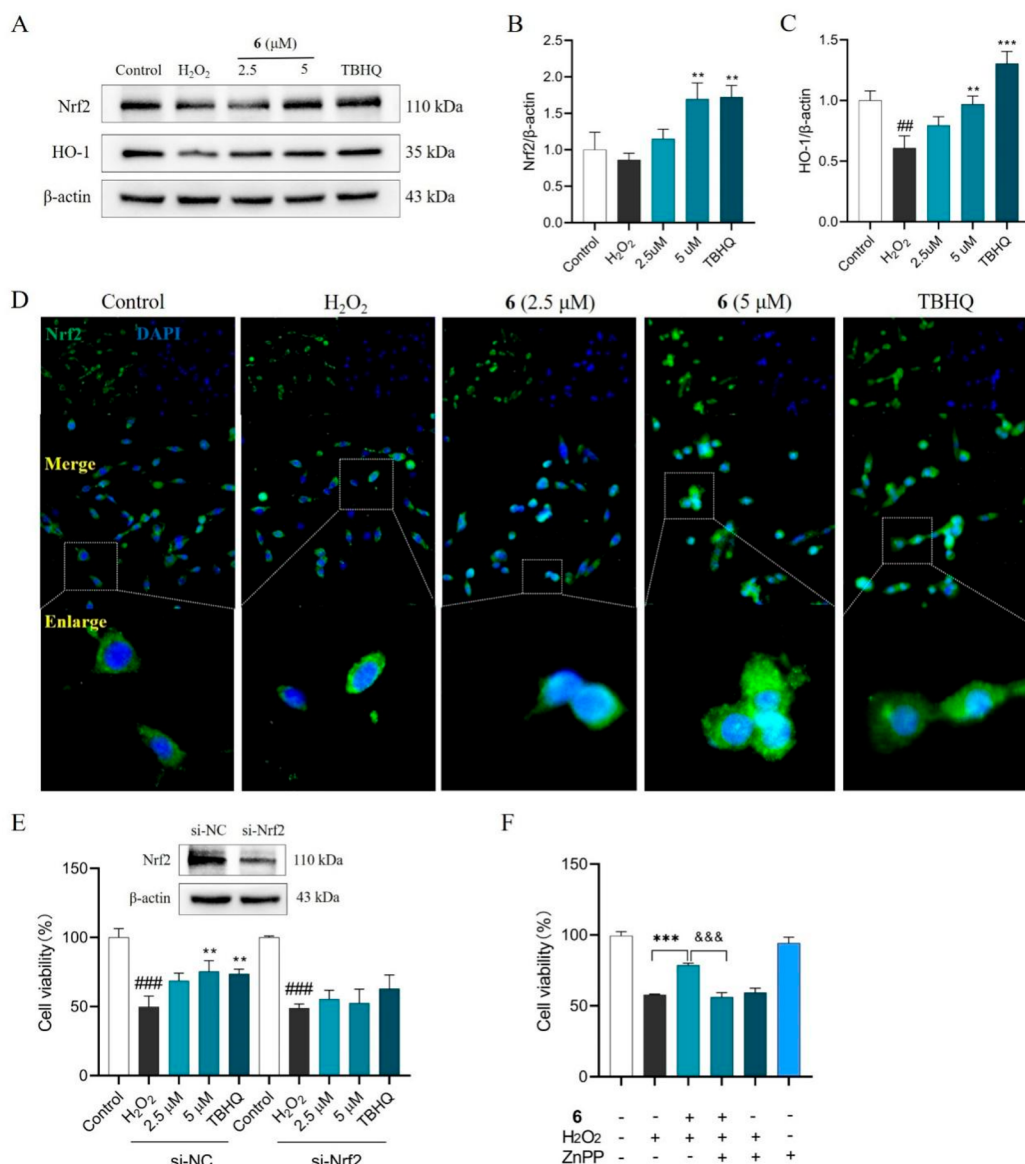 A
6 (μM)
Control H₂O₂ 2.5 5 TBHQ
Nrf2 110 kDa
HO-1 35 kDa
β-actin 43 kDa
B
Nrf2/β-actin
2.5
2.0
1.5
1.0
0.5
0.0
** **
Control H₂O₂ 2.5uM 5 uM TBHQ
C
HO-1/β-actin
1.5
1.0
0.5
0.0
## ** ***
Control H₂O₂ 2.5uM 5 uM TBHQ
D
Control H₂O₂ 6 (2.5 μM) 6 (5 μM) TBHQ
Nrf2 DAPI
Merge
Enlarge
E
si-NC si-Nrf2
Nrf2 110 kDa
β-actin 43 kDa
Cell viability(%)
150
100
50
0
### ** ** ###
Control H₂O₂ 2.5 μM 5 μM TBHQ Control H₂O₂ 2.5 μM 5 μM TBHQ
si-NC si-Nrf2
F
Cell viability(%)
150
100
50
0
*** &&&
6 - - + + - -
H₂O₂ - + + + + -
ZnPP - - - + + +